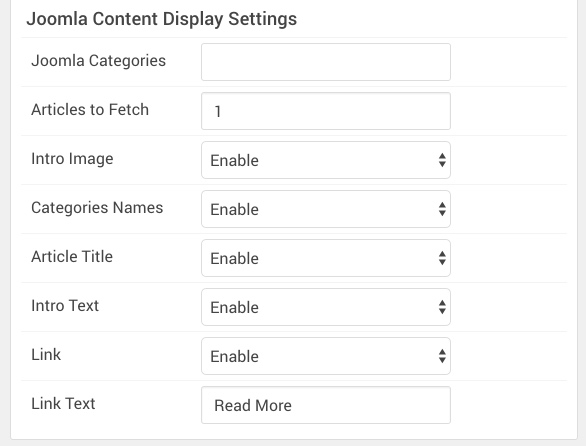 Joomla Content Display Settings
Joomla Categories
Articles to Fetch 1
Intro Image Enable
Categories Names Enable
Article Title Enable
Intro Text Enable
Link Enable
Link Text Read More